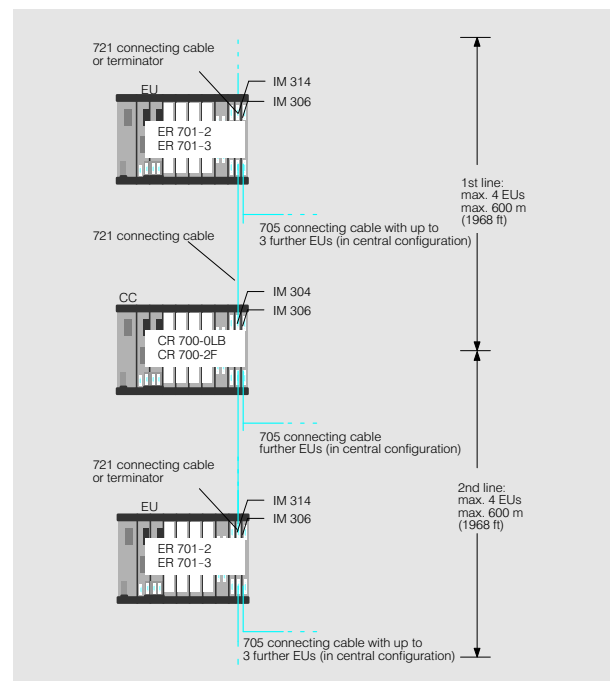 721 connecting cable
or terminator
EU
IM 314
IM 306
ER 701-2
ER 701-3
1st line:
max. 4 EUs
max. 600 m
(1968 ft)
705 connecting cable with up to
3 further EUs (in central configuration)
721 connecting cable
CC
IM 304
IM 306
CR 700-0LB
CR 700-2F
705 connecting cable
further EUs (in central configuration)
721 connecting cable
or terminator
EU
IM 314
IM 306
2nd line:
max. 4 EUs
max. 600 m
(1968 ft)
ER 701-2
ER 701-3
705 connecting cable with up to
3 further EUs (in central configuration)